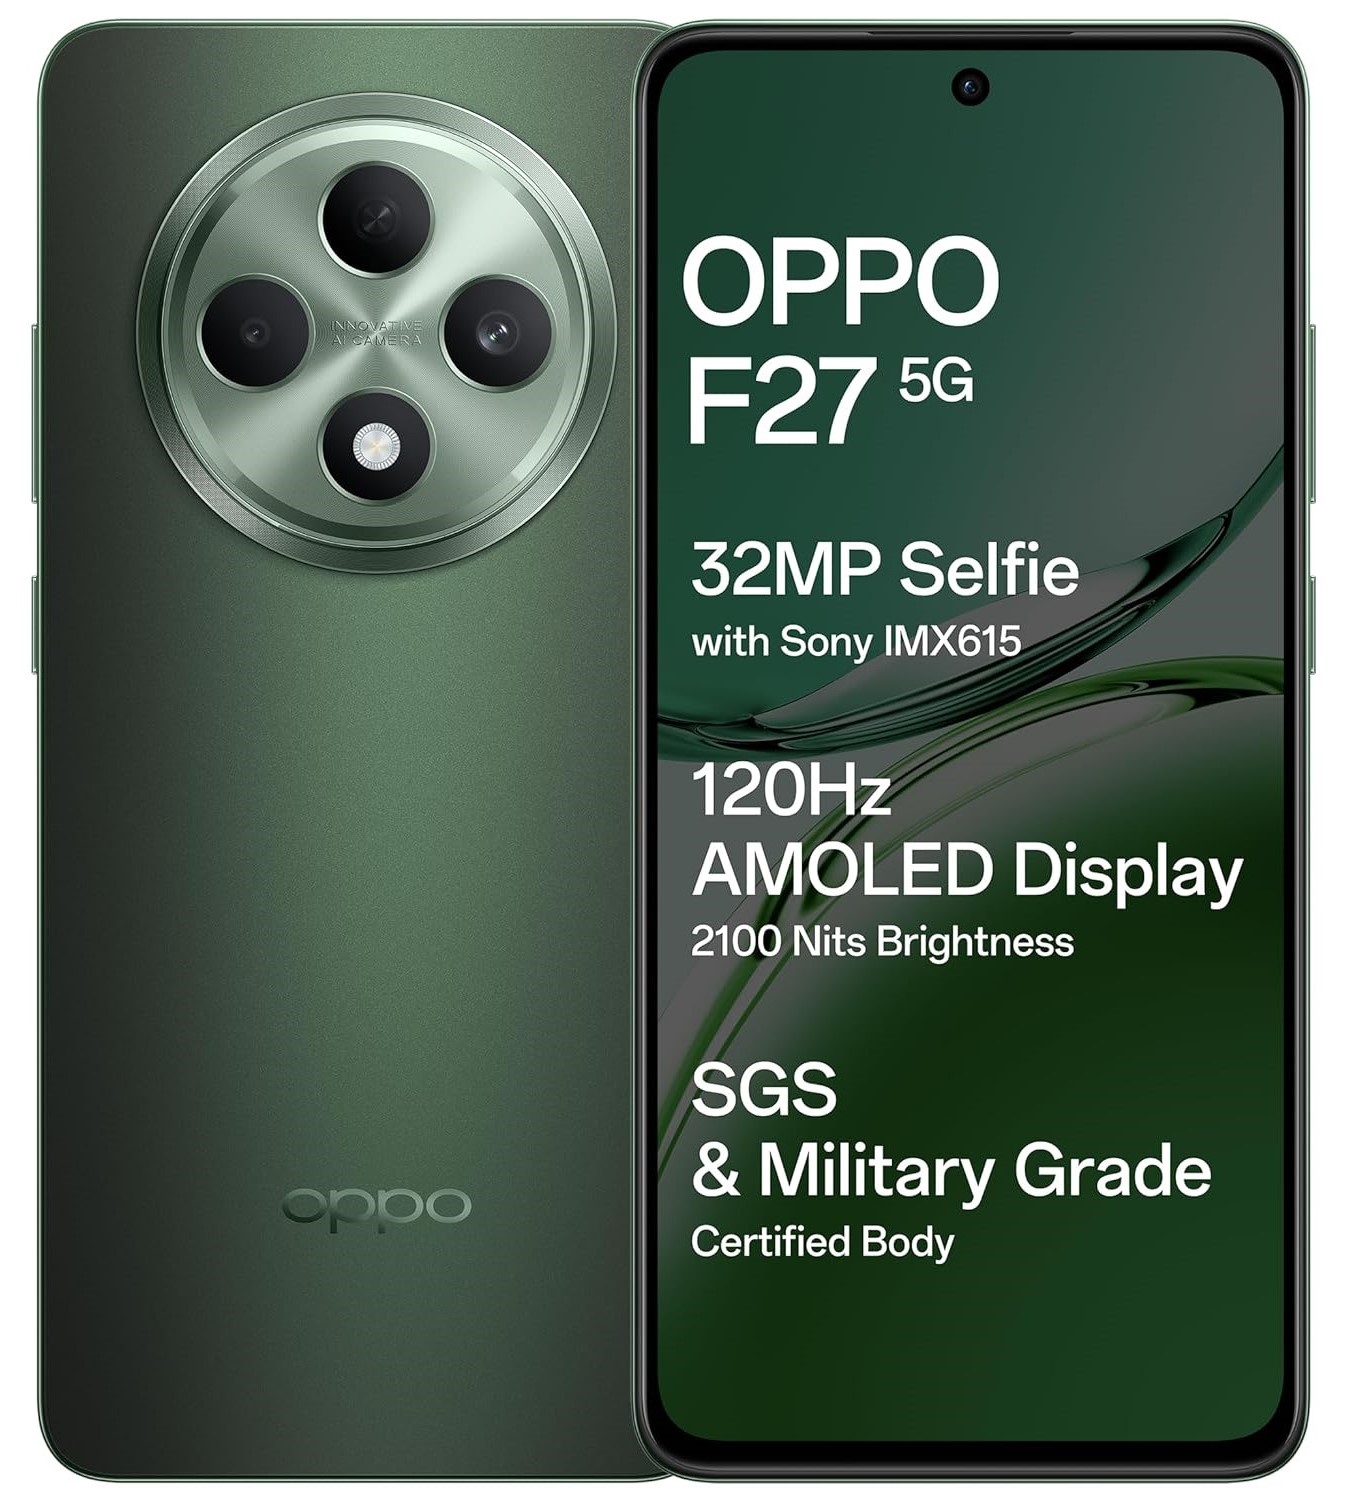 INNOVATIVE
AI CAMERA
oppo
OPPO
F27 5G
32MP Selfie
with Sony IMX615
120Hz
AMOLED Display
2100 Nits Brightness
SGS
& Military Grade
Certified Body